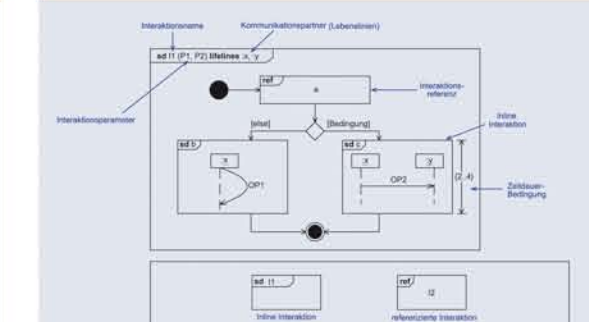 Interaktionsname
Kommunikationspartner (Lebenslinien)
sd I1 (P1, P2) lifelines :x, :y
ref
a
Interaktions-
referenz
Interaktionsparameter
[else]
[Bedingung]
Inline
Interaktion
sd b
:x
OP1
sd c
:x
:y
OP2
{2..4}
Zeitdauer-
Bedingung
sd I1
Inline Interaktion
ref
I2
referenzierte Interaktion